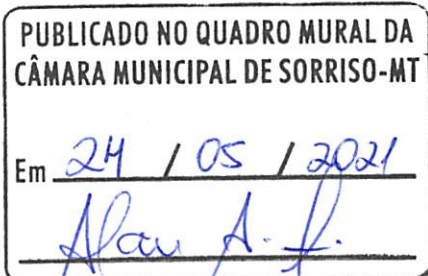 PUBLICADO NO QUADRO MURAL DA
CÂMARA MUNICIPAL DE SORRISO-MT
Em 24 / 05 / 2021
A.